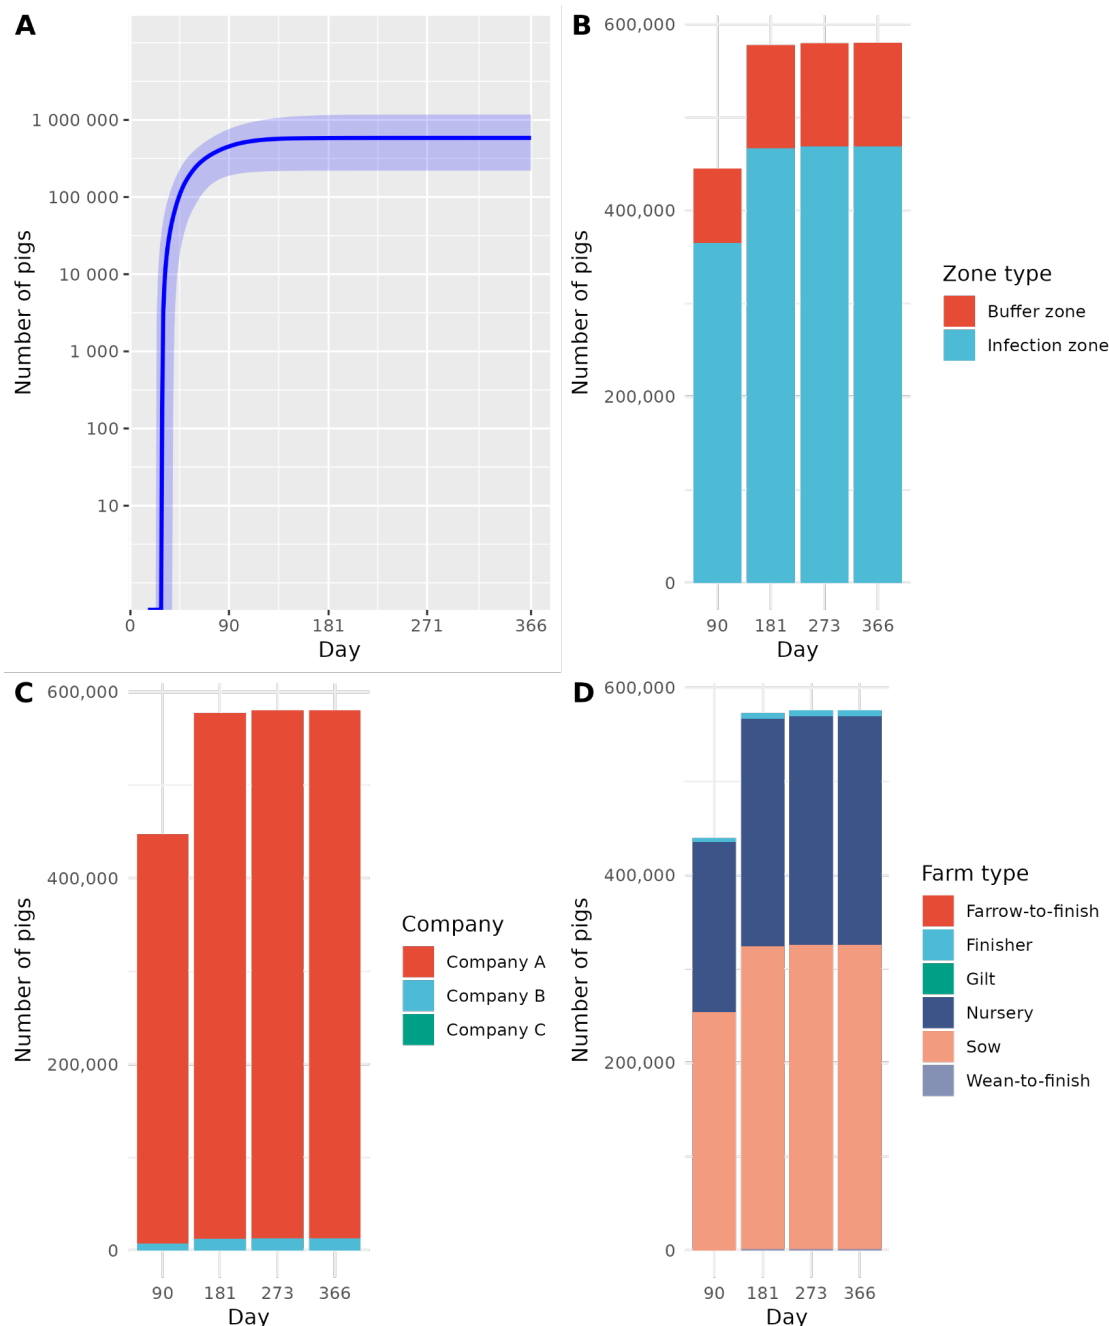 A
Number of pigs
1 000 000
100 000
10 000
1 000
100
10
0 90 181 271 366
Day
B
Number of pigs
600,000
400,000
200,000
0
90 181 273 366
Day
Zone type
Buffer zone
Infection zone
C
Number of pigs
600,000
400,000
200,000
0
90 181 273 366
Day
Company
Company A
Company B
Company C
D
Number of pigs
600,000
400,000
200,000
0
90 181 273 366
Day
Farm type
Farrow-to-finish
Finisher
Gilt
Nursery
Sow
Wean-to-finish